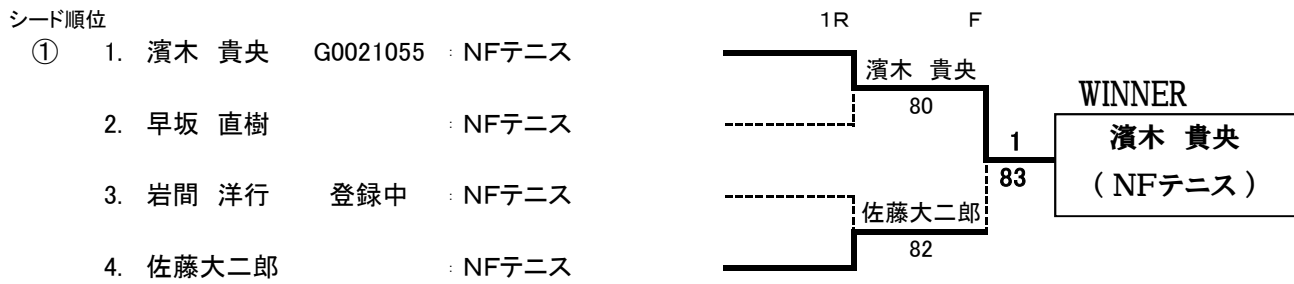 シード順位 1R F
① 1. 濱木 貴央 G0021055 : NFテニス
濱木 貴央
80
WINNER
2. 早坂 直樹 : NFテニス
1
濱木 貴央
83
(NFテニス)
3. 岩間 洋行 登録中 : NFテニス
佐藤大二郎
82
4. 佐藤大二郎 : NFテニス